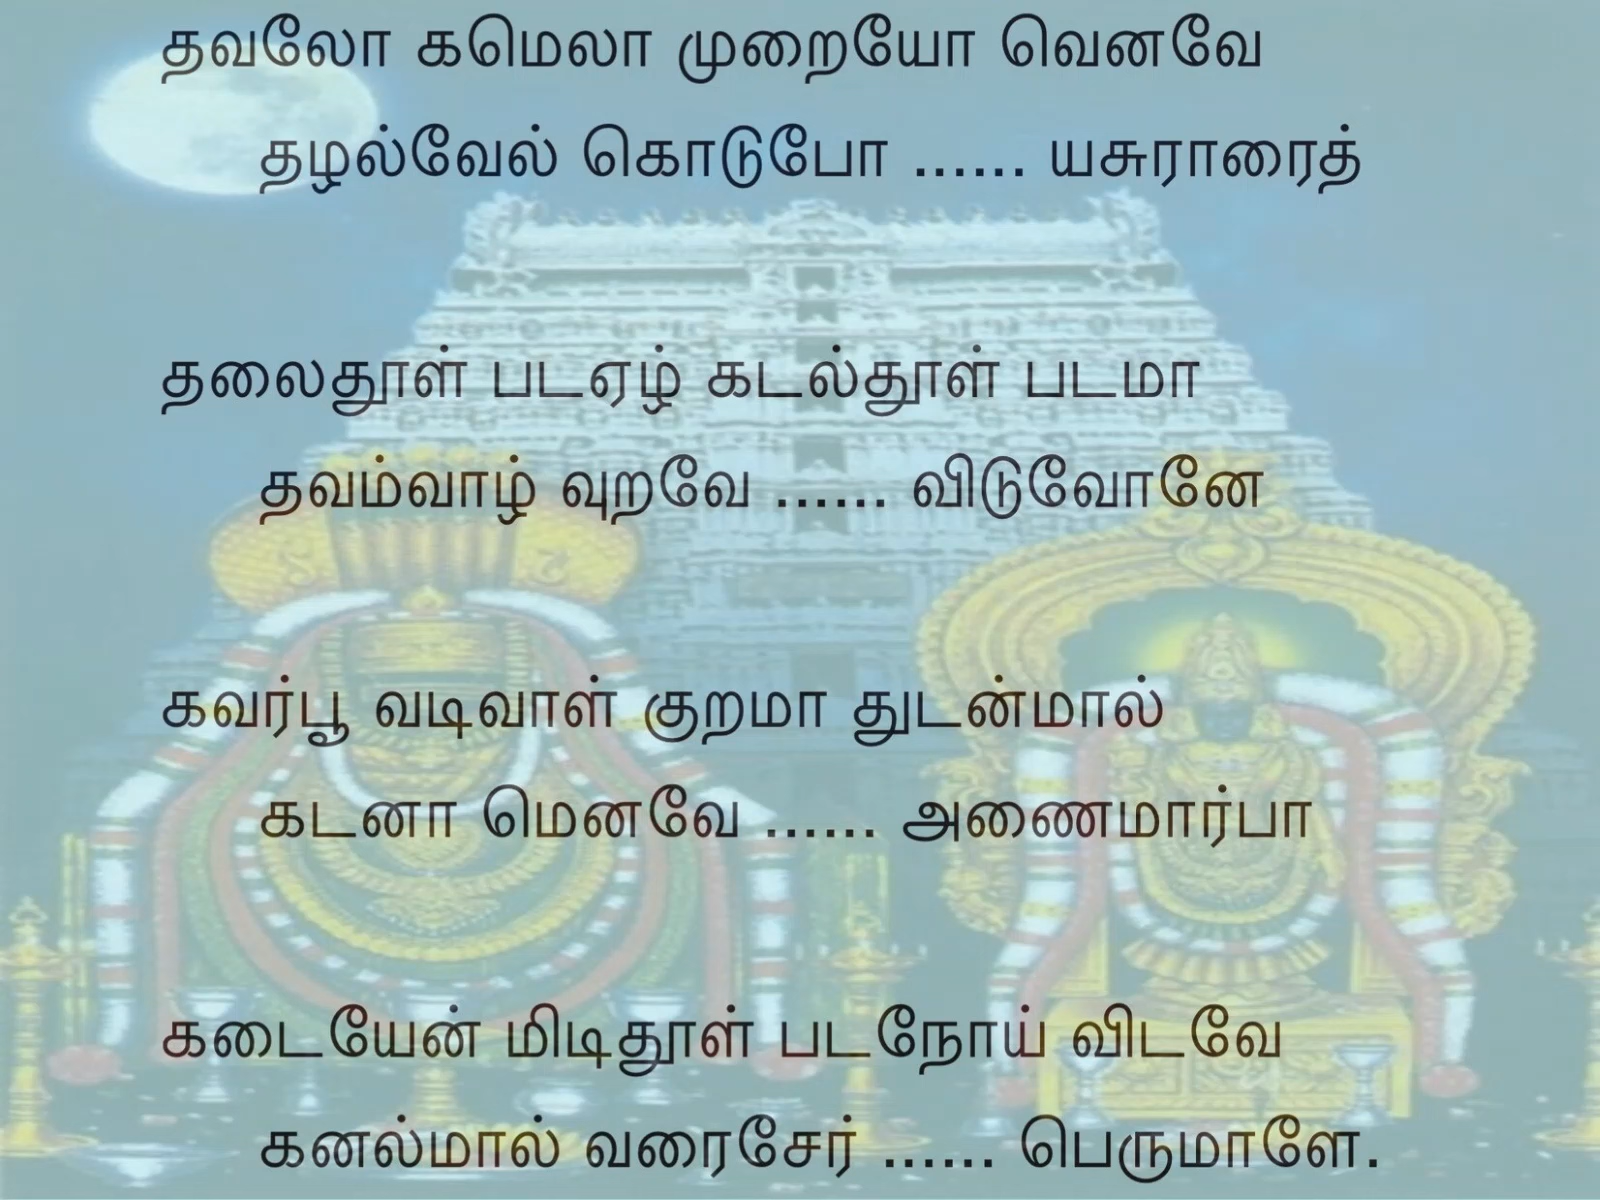 தவலோ கமெலா முறையோ வெனவே
தழல்வேல் கொடுபோ ...... யசுராரைத்
தலைதூள் படஏழ் கடல்தூள் படமா
தவம்வாழ் வுறவே ...... விடுவோனே
கவர்பூ வடிவாள் குறமா துடன்மால்
கடனா மெனவே ...... அணைமார்பா
கடையேன் மிடிதூள் படநோய் விடவே
கனல்மால் வரைசேர் ...... பெருமாளே.